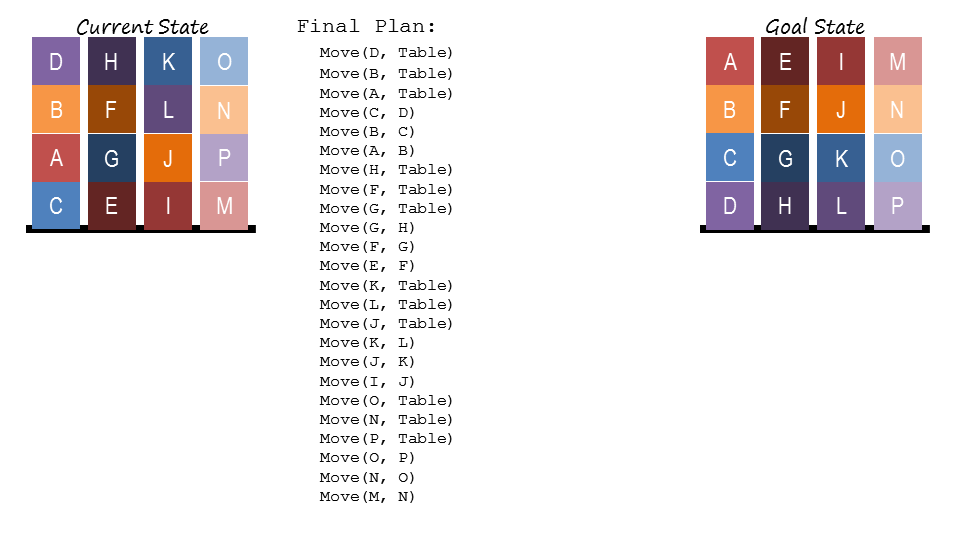 Current State
D H K O
B F L N
A G J P
C E I M
Final Plan:
Move(D, Table)
Move(B, Table)
Move(A, Table)
Move(C, D)
Move(B, C)
Move(A, B)
Move(H, Table)
Move(F, Table)
Move(G, Table)
Move(G, H)
Move(F, G)
Move(E, F)
Move(K, Table)
Move(L, Table)
Move(J, Table)
Move(K, L)
Move(J, K)
Move(I, J)
Move(O, Table)
Move(N, Table)
Move(P, Table)
Move(O, P)
Move(N, O)
Move(M, N)
Goal State
A E I M
B F J N
C G K O
D H L P